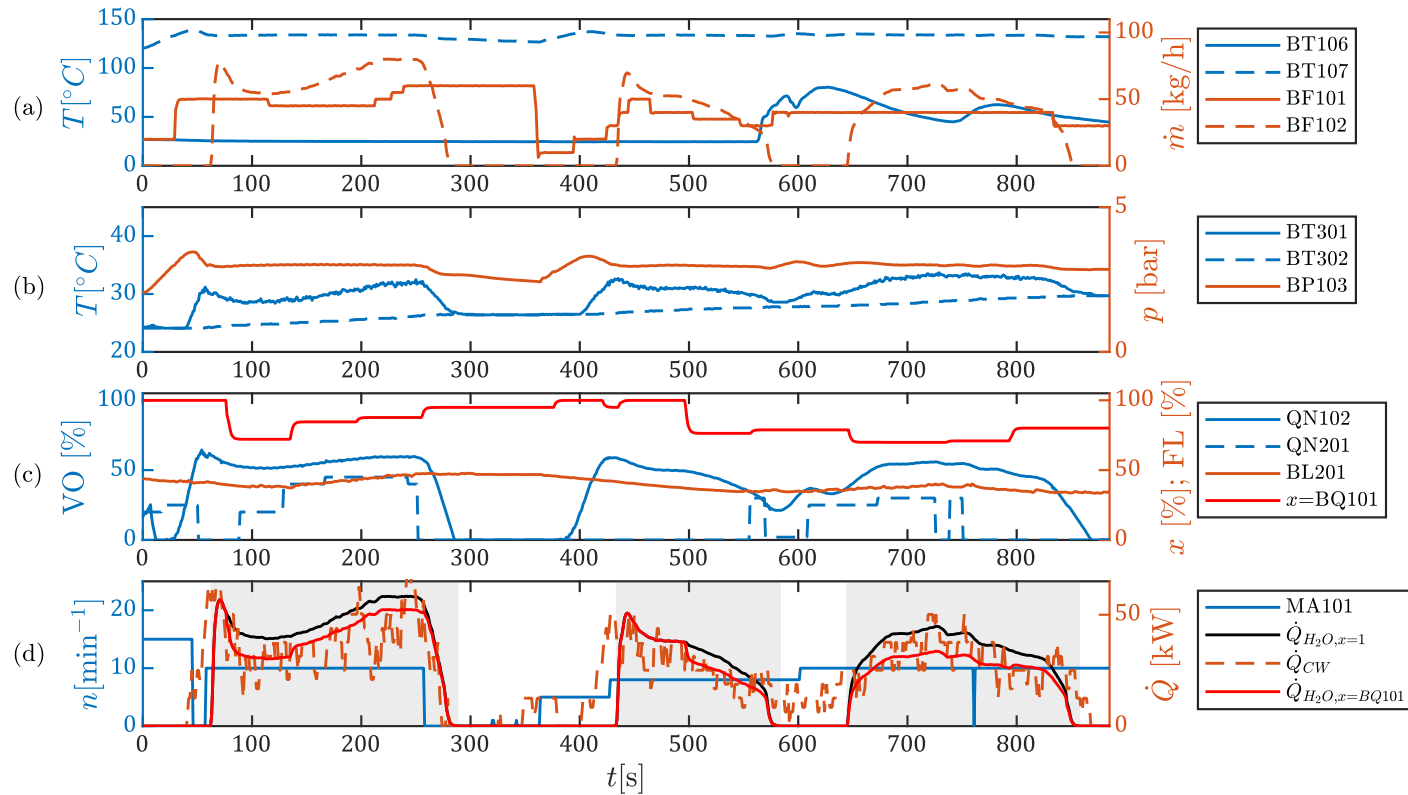 (a)
T[°C]
150
100
50
0
100
50
0
ṁ [kg/h]
0 100 200 300 400 500 600 700 800
BT106
BT107
BF101
BF102
(b)
T[°C]
40
30
20
5
0
p [bar]
0 100 200 300 400 500 600 700 800
BT301
BT302
BP103
(c)
VO [%]
100
50
0
100
50
0
x [%]; FL [%]
0 100 200 300 400 500 600 700 800
QN102
QN201
BL201
x=BQ101
(d)
n[min⁻¹]
20
10
0
50
0
Q̇ [kW]
0 100 200 300 400 500 600 700 800
t[s]
MA101
Q̇_{H₂O,x=1}
Q̇_{CW}
Q̇_{H₂O,x=BQ101}